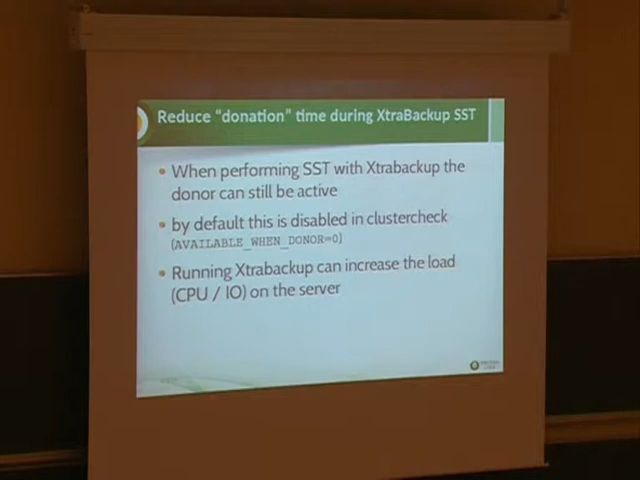 Reduce “donation” time during XtraBackup SST
When performing SST with Xtrabackup the
donor can still be active
by default this is disabled in clustercheck
(AVAILABLE_WHEN_DONOR=0)
Running Xtrabackup can increase the load
(CPU / IO) on the server